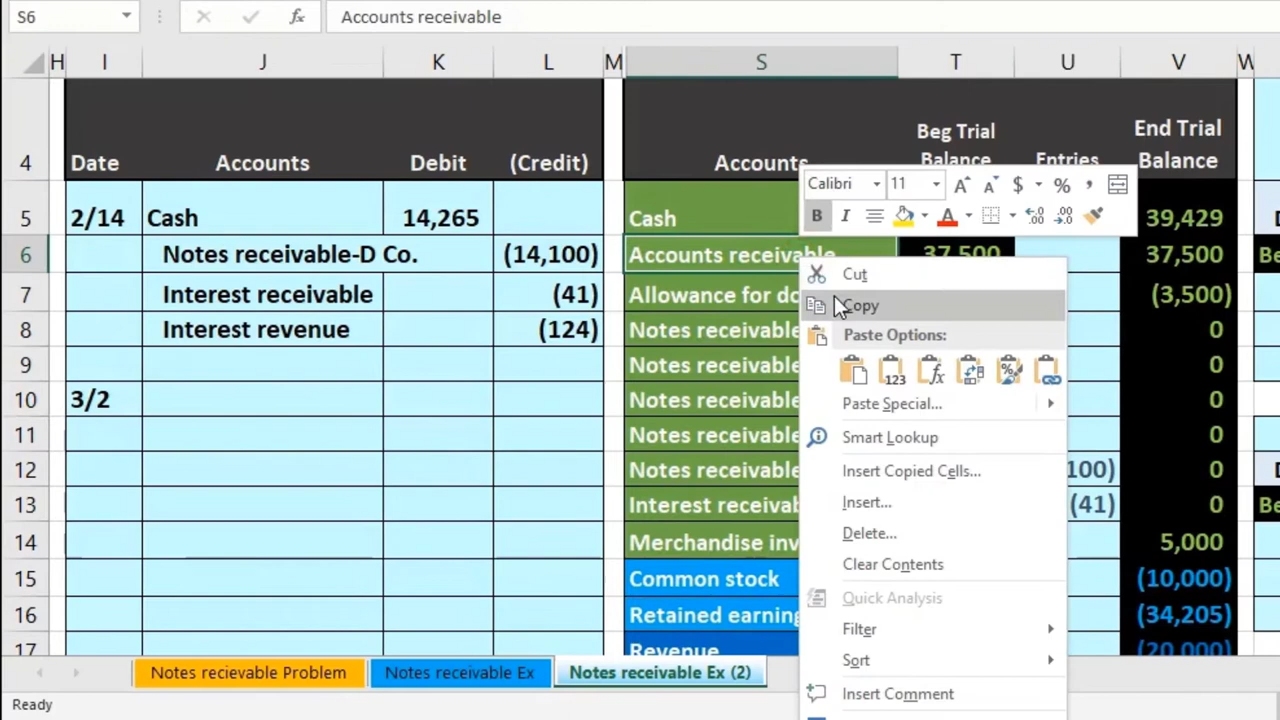 S6 Accounts receivable
H I J K L M S T U V W
4 Date Accounts Debit (Credit) Accounts Beg Trial Balance Entries End Trial Balance
Calibri 11
5 2/14 Cash 14,265 Cash 39,429
6 Notes receivable-D Co. (14,100) Accounts receivable 37,500 37,500 Be
7 Interest receivable (41) Allowance for do (3,500)
8 Interest revenue (124) Notes receivable 0
9 Notes receivable 0
10 3/2 Notes receivable 0
11 Notes receivable 0
12 Notes receivable 100) 0
13 Interest receivab (41) 0 Be
14 Merchandise inv 5,000
15 Common stock (10,000)
16 Retained earning (34,205)
17 Revenue (20,000)
Cut
Copy
Paste Options:
Paste Special...
Smart Lookup
Insert Copied Cells...
Insert...
Delete...
Clear Contents
Quick Analysis
Filter
Sort
Insert Comment
Notes recievable Problem Notes receivable Ex Notes receivable Ex (2)
Ready